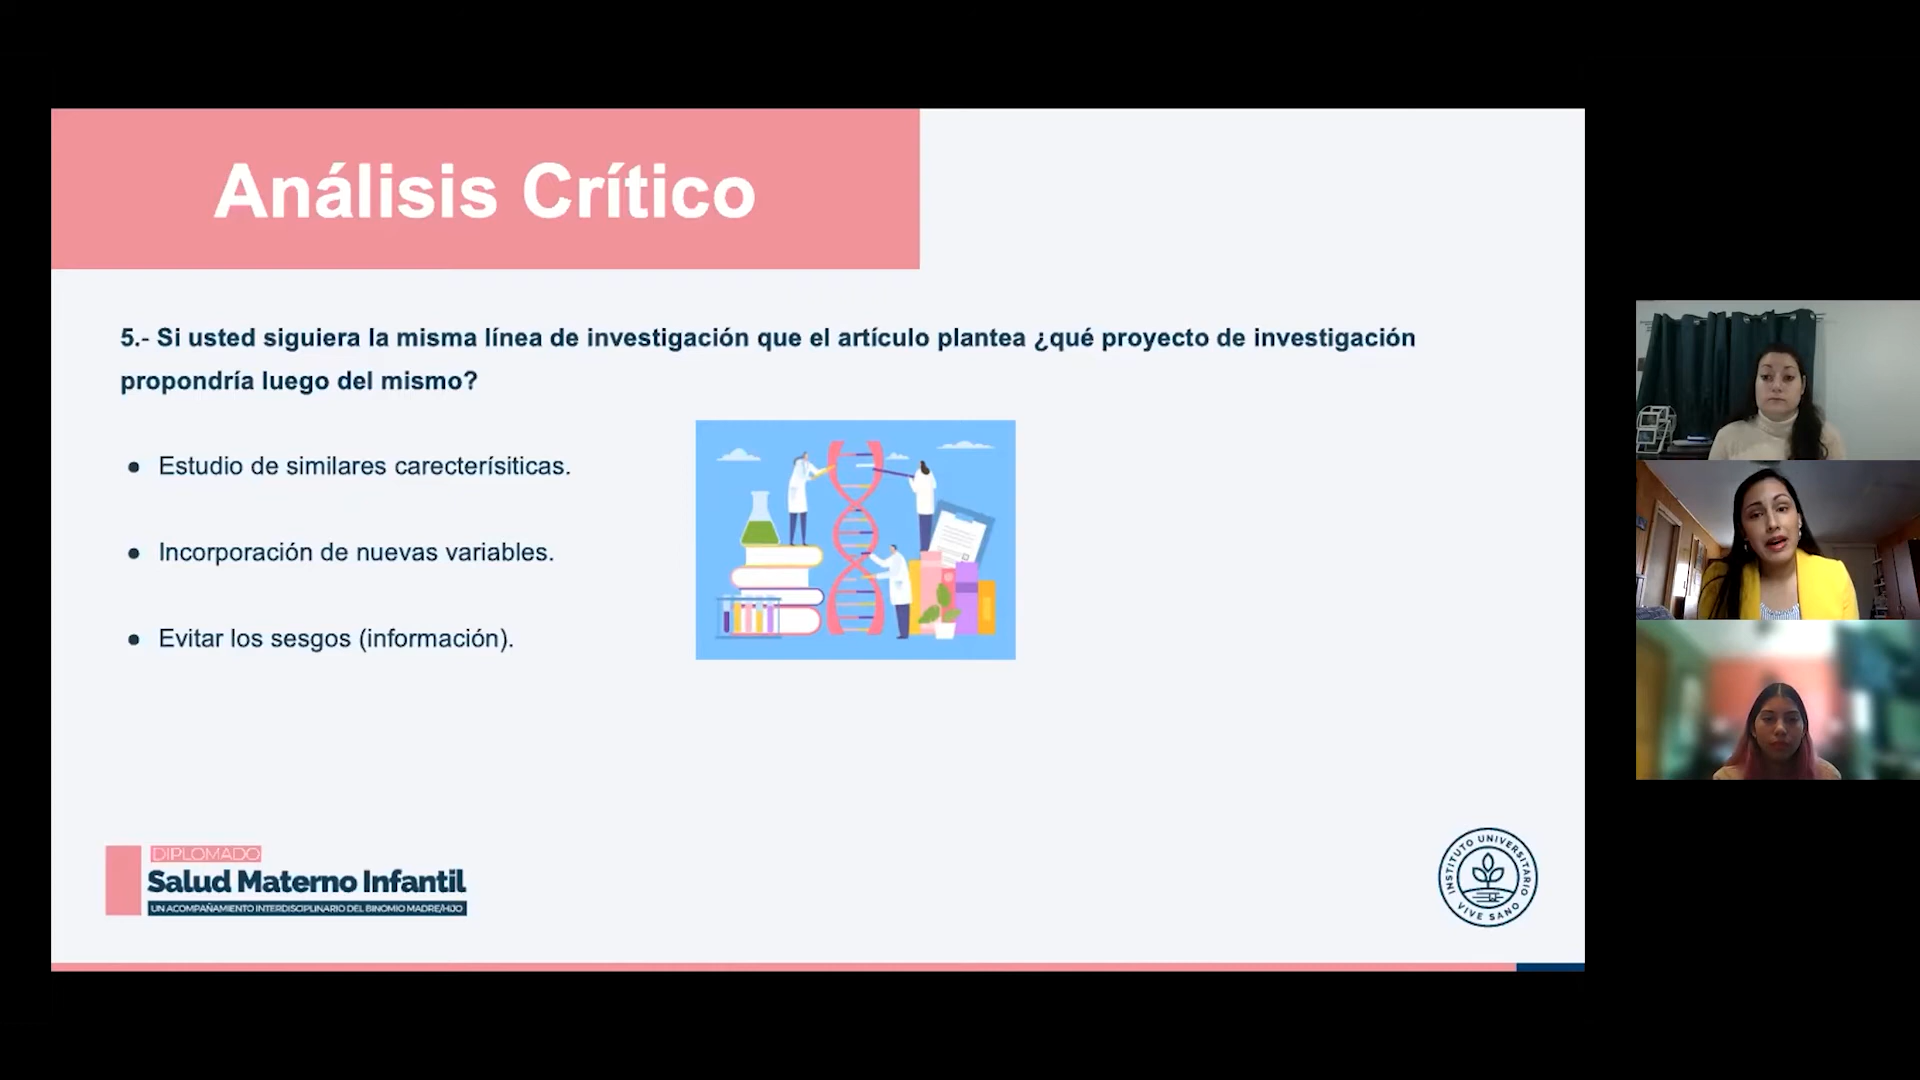 Análisis Crítico
5.- Si usted siguiera la misma línea de investigación que el artículo plantea ¿qué proyecto de investigación
propondría luego del mismo?
● Estudio de similares carecterísiticas.
● Incorporación de nuevas variables.
● Evitar los sesgos (información).
DIPLOMADO
Salud Materno Infantil
UN ACOMPAÑAMIENTO INTERDISCIPLINARIO DEL BINOMIO MADRE/HIJO
INSTITUTO UNIVERSITARIO
VIVE SANO